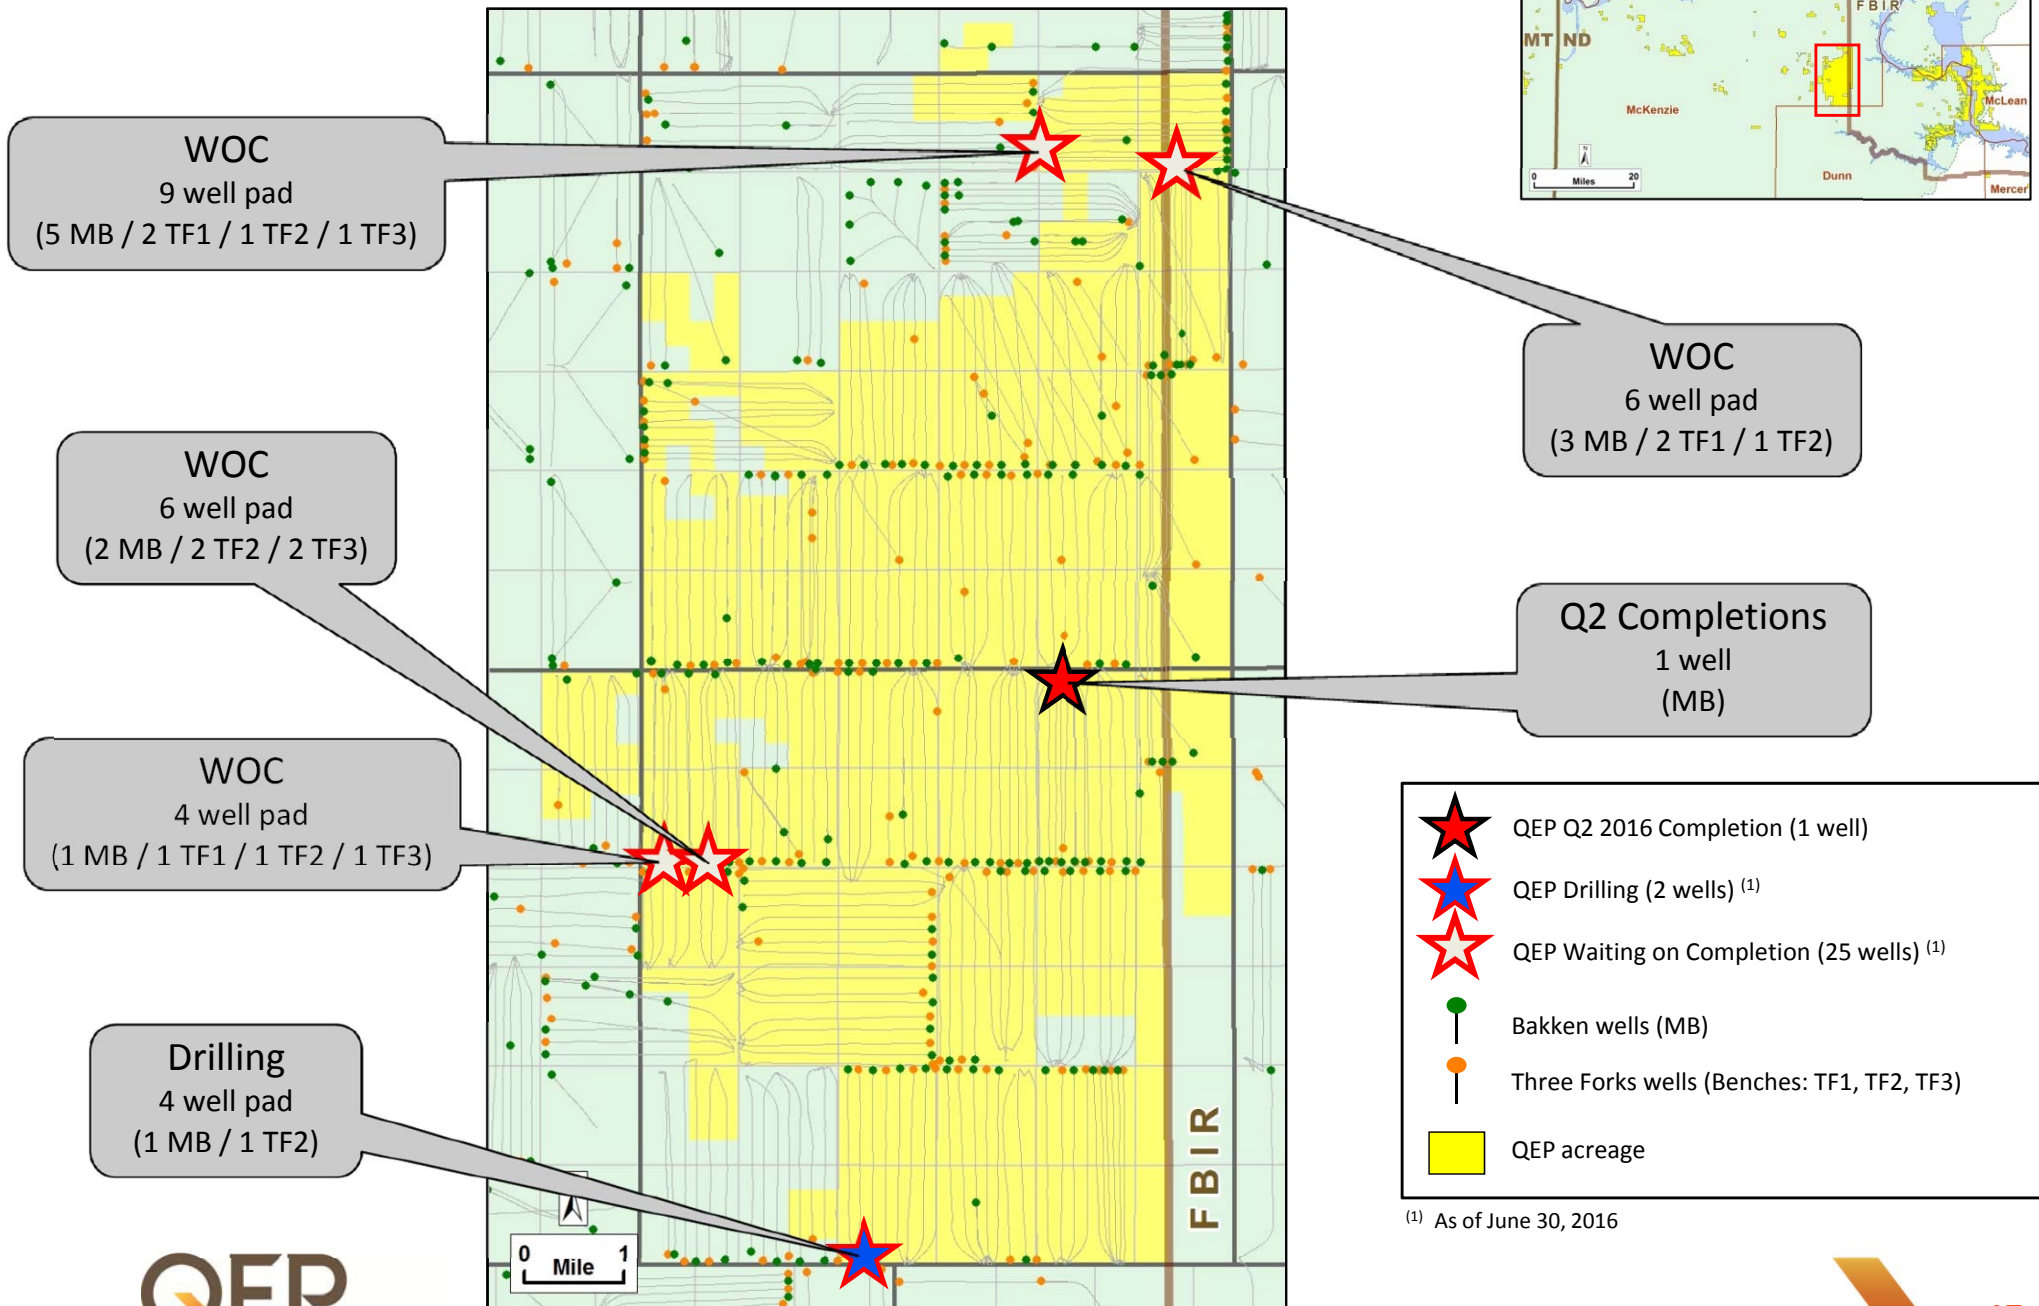 WOC
9 well pad
(5 MB / 2 TF1 / 1 TF2 / 1 TF3)
WOC
6 well pad
(2 MB / 2 TF2 / 2 TF3)
WOC
4 well pad
(1 MB / 1 TF1 / 1 TF2 / 1 TF3)
Drilling
4 well pad
(1 MB / 1 TF2)
0 1
Mile
FBIR
FBIR
MT ND
McKenzie
McLean
N
0 20
Miles
Dunn
Mercer
WOC
6 well pad
(3 MB / 2 TF1 / 1 TF2)
Q2 Completions
1 well
(MB)
QEP Q2 2016 Completion (1 well)
QEP Drilling (2 wells) (1)
QEP Waiting on Completion (25 wells) (1)
Bakken wells (MB)
Three Forks wells (Benches: TF1, TF2, TF3)
QEP acreage
(1) As of June 30, 2016
QEP